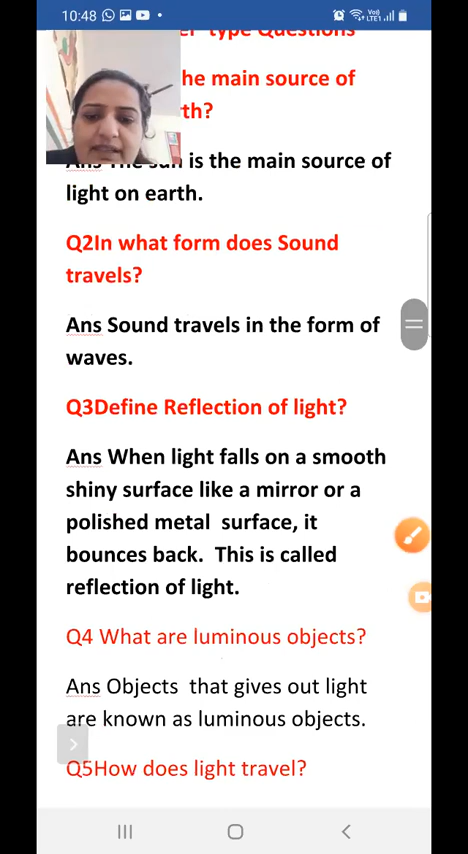 10:48
Vo)) LTE1
type Questions
he main source of
th?
is the main source of
light on earth.
Q2In what form does Sound
travels?
Ans Sound travels in the form of
waves.
Q3Define Reflection of light?
Ans When light falls on a smooth
shiny surface like a mirror or a
polished metal surface, it
bounces back. This is called
reflection of light.
Q4 What are luminous objects?
Ans Objects that gives out light
are known as luminous objects.
Q5How does light travel?